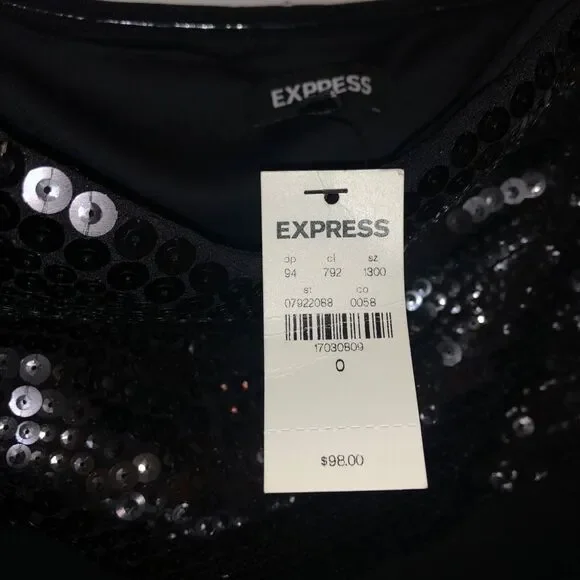 EXPRESS
EXPRESS
dp cl sz
94 792 1300
st co
07922088 0058
17030809
0
$98.00